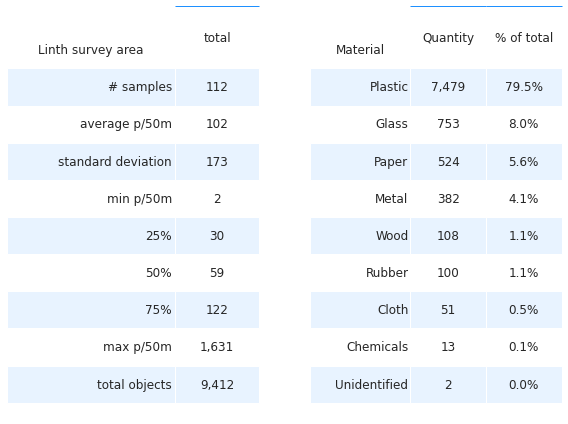 Linth survey area total
# samples 112
average p/50m 102
standard deviation 173
min p/50m 2
25% 30
50% 59
75% 122
max p/50m 1,631
total objects 9,412
Material Quantity % of total
Plastic 7,479 79.5%
Glass 753 8.0%
Paper 524 5.6%
Metal 382 4.1%
Wood 108 1.1%
Rubber 100 1.1%
Cloth 51 0.5%
Chemicals 13 0.1%
Unidentified 2 0.0%